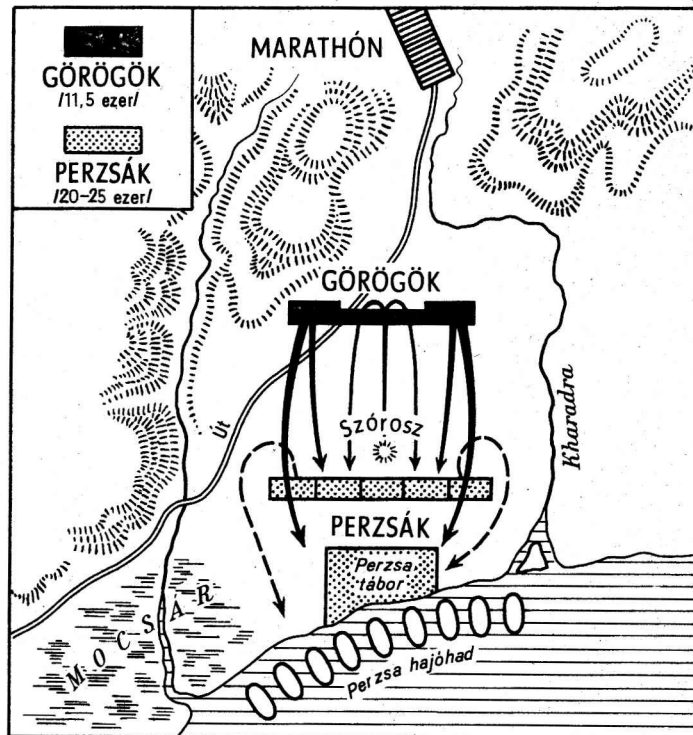 GÖRÖGÖK
/11,5 ezer/
PERZSÁK
/20–25 ezer/
MARATHÓN
GÖRÖGÖK
Szórosz
Út
Kharadra
PERZSÁK
Perzsa
tábor
MOCSÁR
Perzsa hajóhad